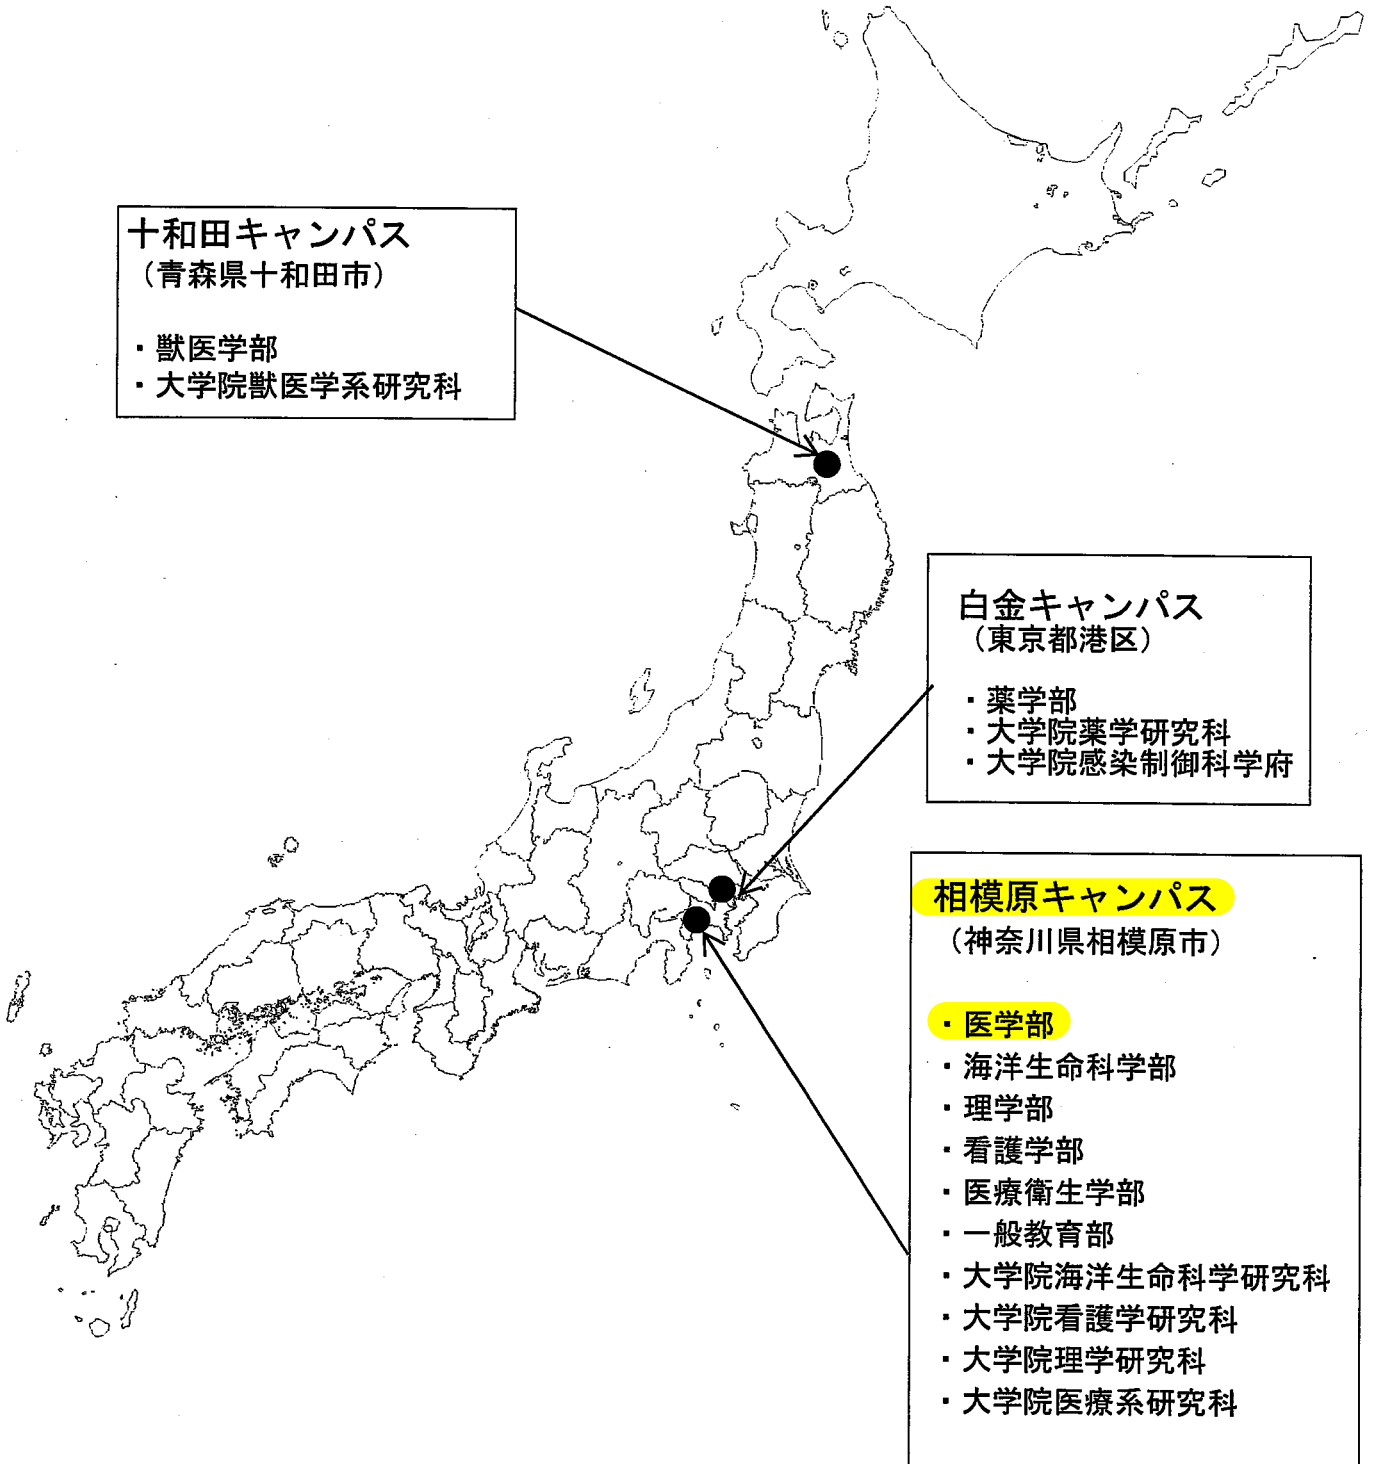 十和田キャンパス
（青森県十和田市）
・獣医学部
・大学院獣医学系研究科
白金キャンパス
（東京都港区）
・薬学部
・大学院薬学研究科
・大学院感染制御科学府
相模原キャンパス
（神奈川県相模原市）
・医学部
・海洋生命科学部
・理学部
・看護学部
・医療衛生学部
・一般教育部
・大学院海洋生命科学研究科
・大学院看護学研究科
・大学院理学研究科
・大学院医療系研究科